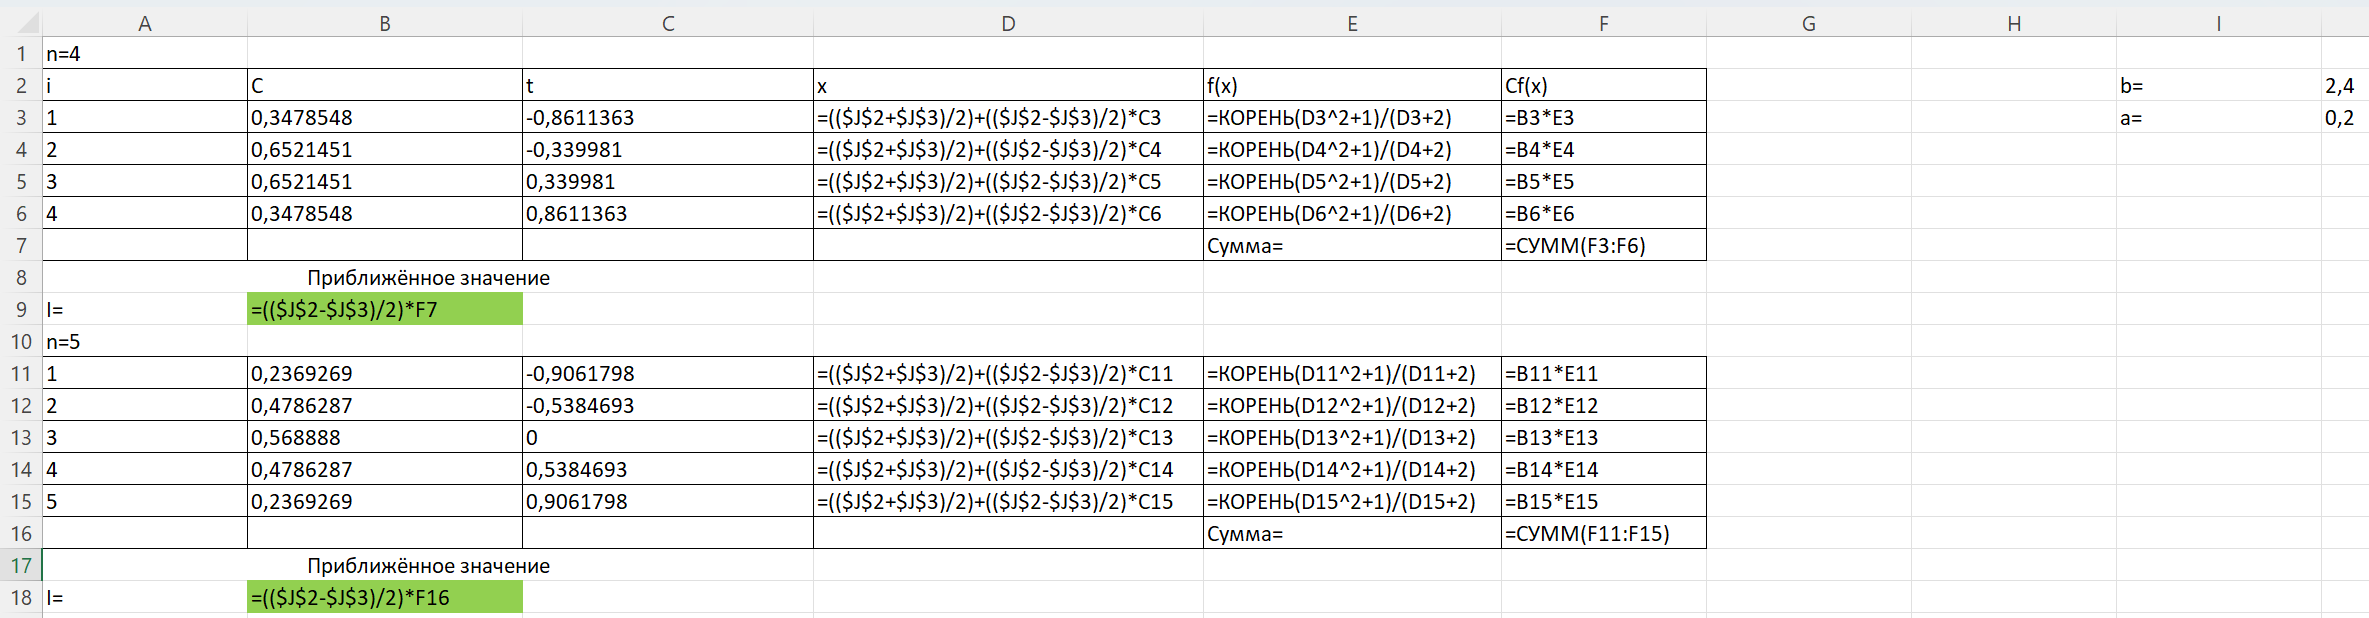 A B C D E F G H I
1 n=4
2 i C t x f(x) Cf(x) b= 2,4
3 1 0,3478548 -0,8611363 =(($J$2+$J$3)/2)+(($J$2-$J$3)/2)*C3 =КОРЕНЬ(D3^2+1)/(D3+2) =B3*E3 a= 0,2
4 2 0,6521451 -0,339981 =(($J$2+$J$3)/2)+(($J$2-$J$3)/2)*C4 =КОРЕНЬ(D4^2+1)/(D4+2) =B4*E4
5 3 0,6521451 0,339981 =(($J$2+$J$3)/2)+(($J$2-$J$3)/2)*C5 =КОРЕНЬ(D5^2+1)/(D5+2) =B5*E5
6 4 0,3478548 0,8611363 =(($J$2+$J$3)/2)+(($J$2-$J$3)/2)*C6 =КОРЕНЬ(D6^2+1)/(D6+2) =B6*E6
7 Сумма= =СУММ(F3:F6)
8 Приближённое значение
9 I= =(($J$2-$J$3)/2)*F7
10 n=5
11 1 0,2369269 -0,9061798 =(($J$2+$J$3)/2)+(($J$2-$J$3)/2)*C11 =КОРЕНЬ(D11^2+1)/(D11+2) =B11*E11
12 2 0,4786287 -0,5384693 =(($J$2+$J$3)/2)+(($J$2-$J$3)/2)*C12 =КОРЕНЬ(D12^2+1)/(D12+2) =B12*E12
13 3 0,568888 0 =(($J$2+$J$3)/2)+(($J$2-$J$3)/2)*C13 =КОРЕНЬ(D13^2+1)/(D13+2) =B13*E13
14 4 0,4786287 0,5384693 =(($J$2+$J$3)/2)+(($J$2-$J$3)/2)*C14 =КОРЕНЬ(D14^2+1)/(D14+2) =B14*E14
15 5 0,2369269 0,9061798 =(($J$2+$J$3)/2)+(($J$2-$J$3)/2)*C15 =КОРЕНЬ(D15^2+1)/(D15+2) =B15*E15
16 Сумма= =СУММ(F11:F15)
17 Приближённое значение
18 I= =(($J$2-$J$3)/2)*F16